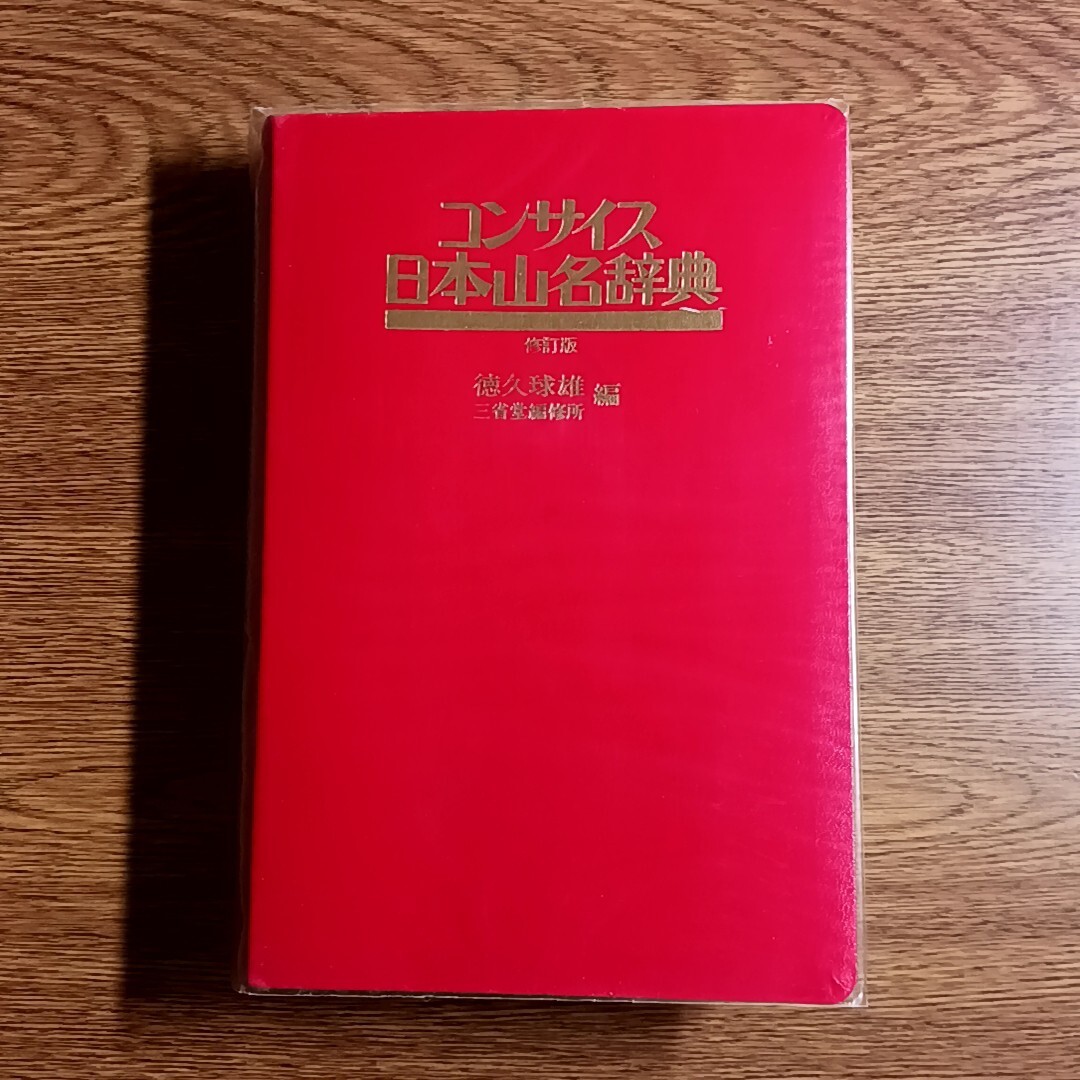 コンサイス
日本山名辞典
修訂版
徳久球雄
三省堂編修所
編